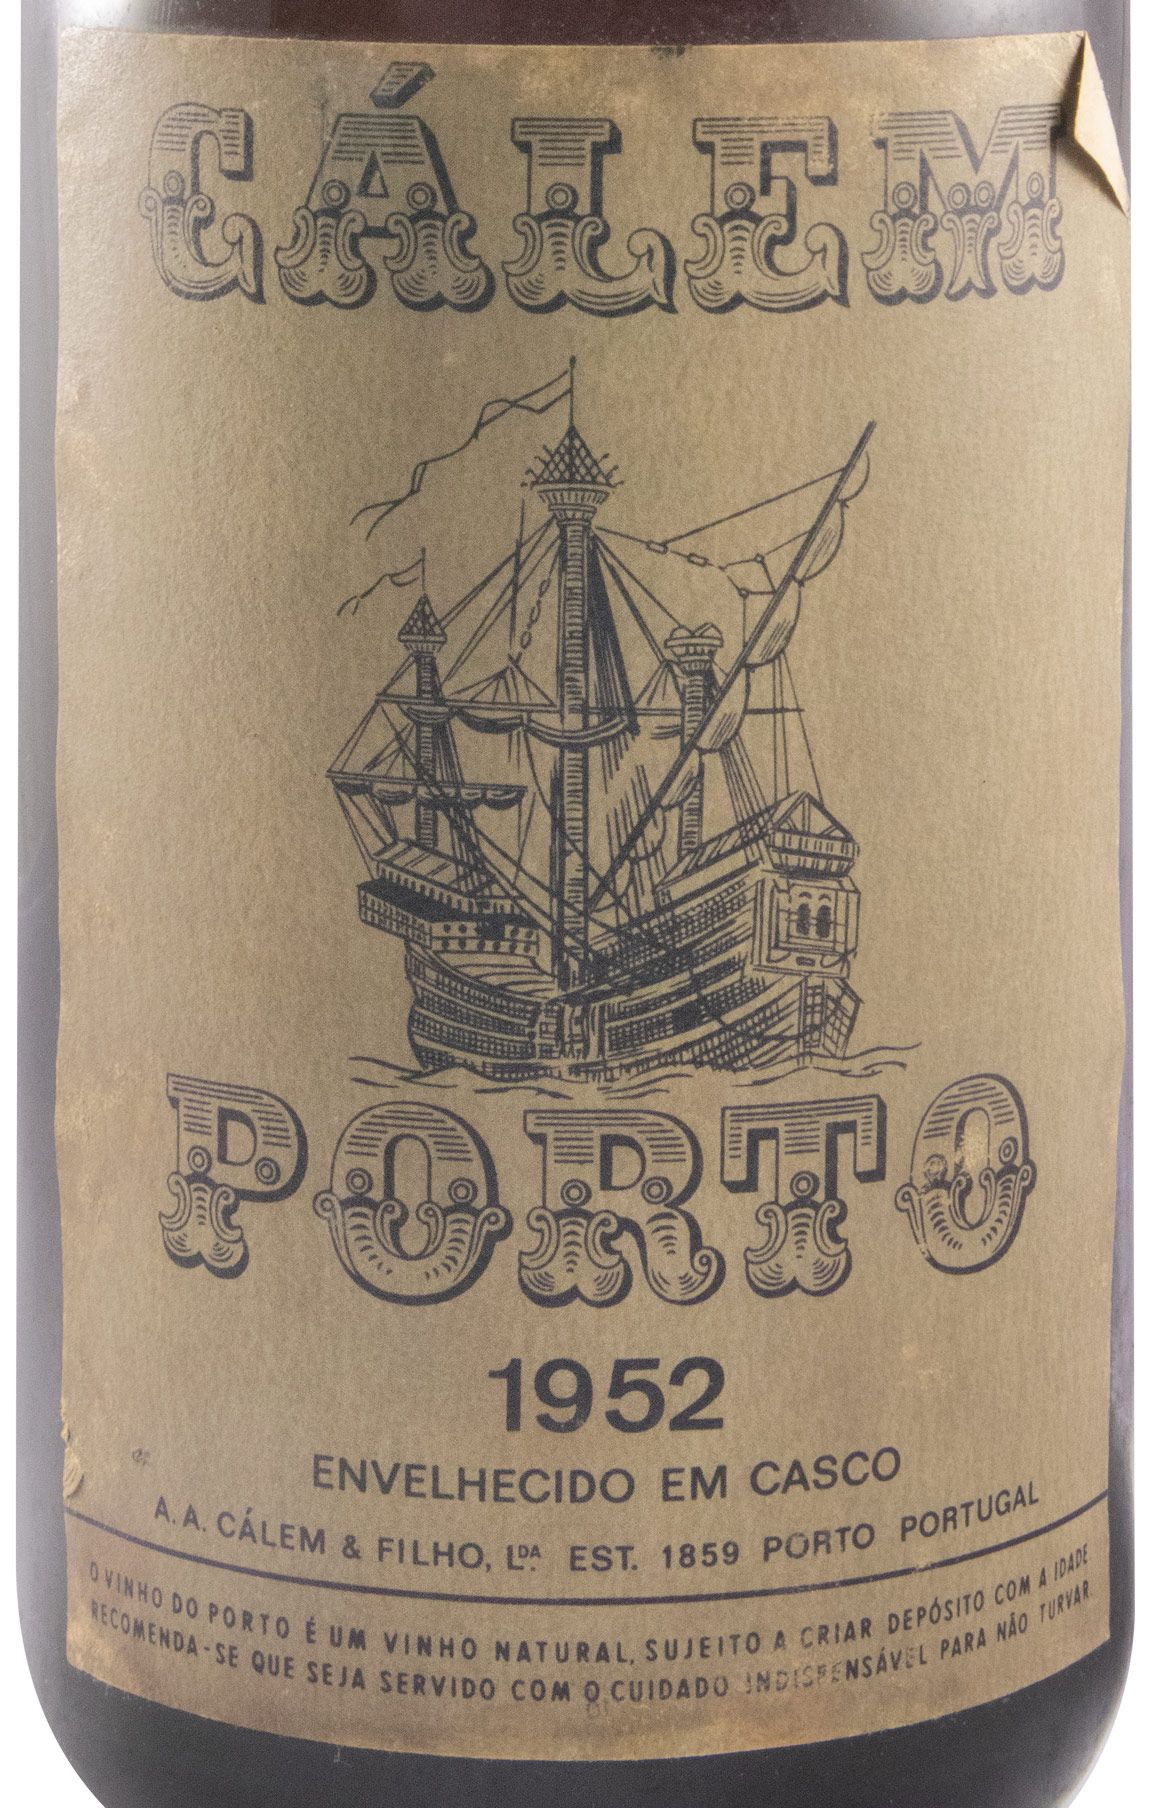 CÁLEM
PORTO
1952
ENVELHECIDO EM CASCO
A. A. CÁLEM & FILHO, LDA EST. 1859 PORTO PORTUGAL
O VINHO DO PORTO É UM VINHO NATURAL, SUJEITO A CRIAR DEPÓSITO COM A IDADE
RECOMENDA-SE QUE SEJA SERVIDO COM O CUIDADO INDISPENSÁVEL PARA NÃO TURVAR.